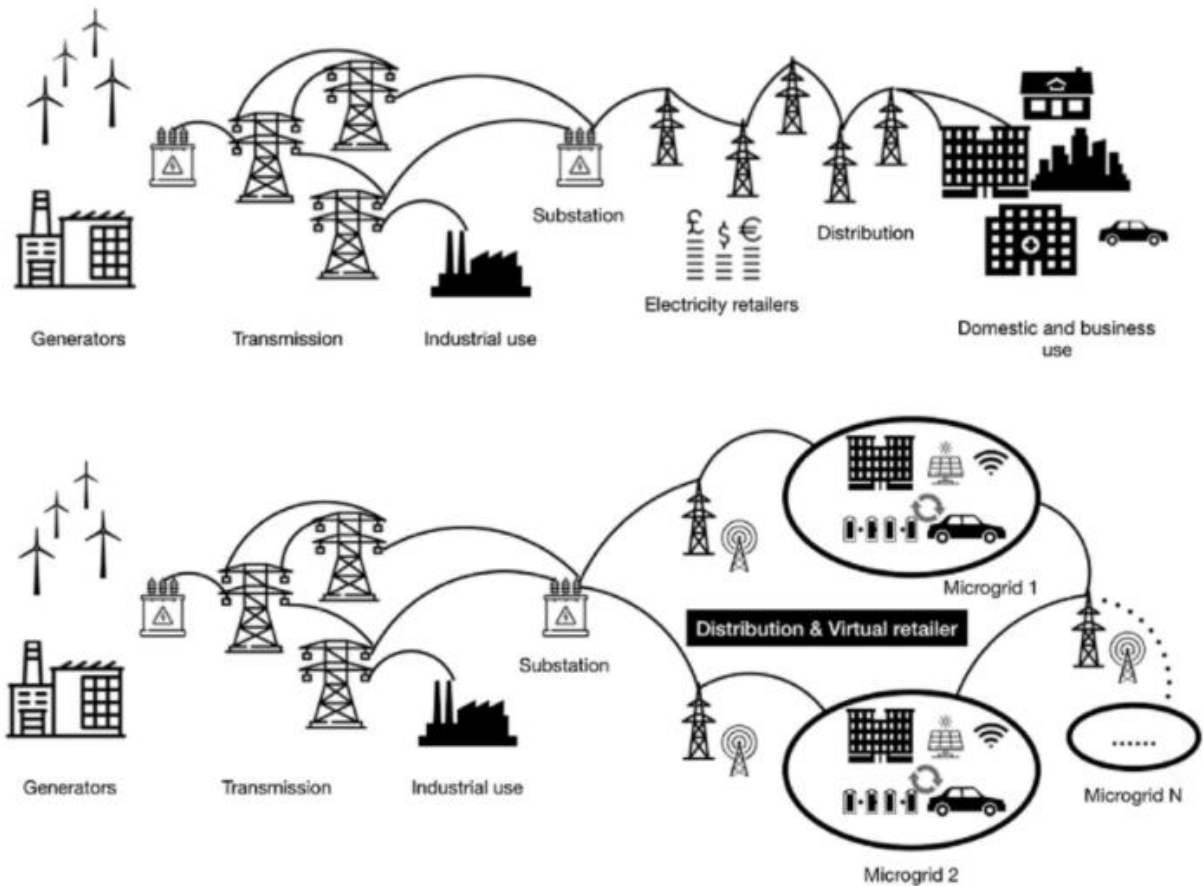 Substation
£ $ €
Distribution
Electricity retailers
Generators
Transmission
Industrial use
Domestic and business
use
Microgrid 1
Distribution & Virtual retailer
Substation
......
Generators
Transmission
Industrial use
Microgrid N
Microgrid 2